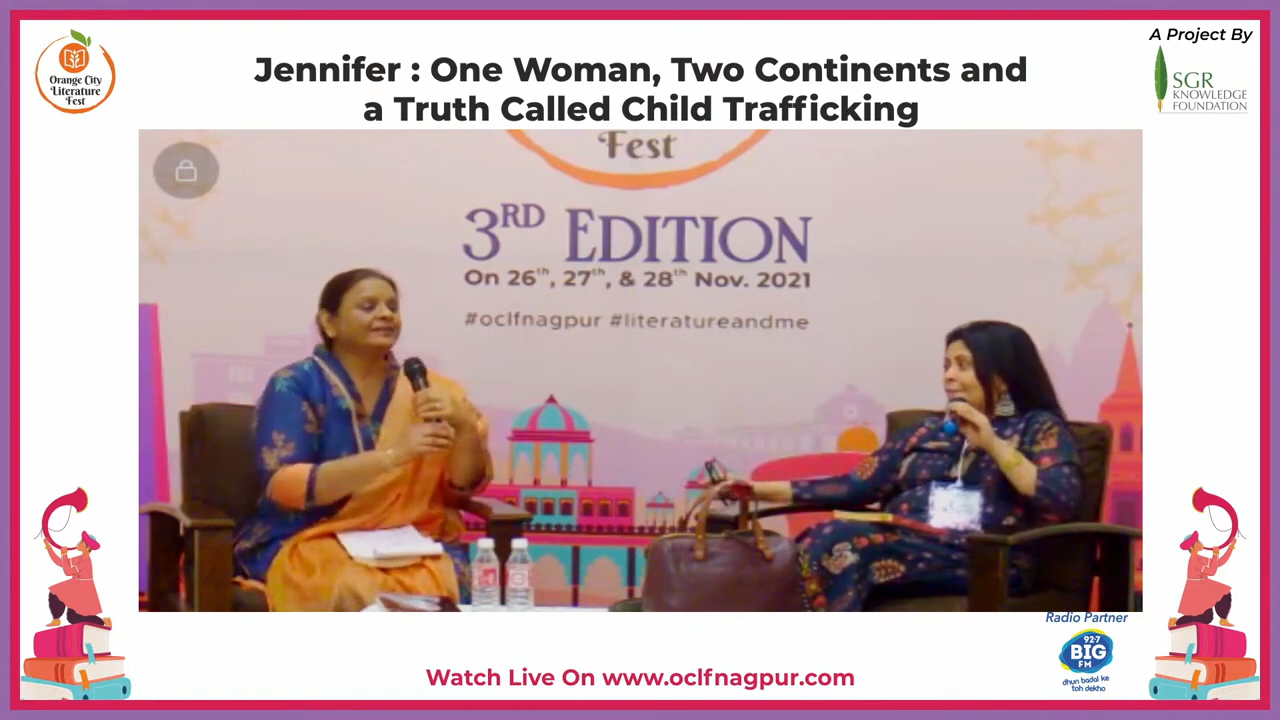 Orange City
Literature
Fest
Jennifer : One Woman, Two Continents and
a Truth Called Child Trafficking
A Project By
SGR
KNOWLEDGE
FOUNDATION
Fest
3RD EDITION
On 26th, 27th, & 28th Nov. 2021
#oclfnagpur #literatureandme
Radio Partner
92.7
BIG
FM
dhun badal ke
toh dekho
Watch Live On www.oclfnagpur.com